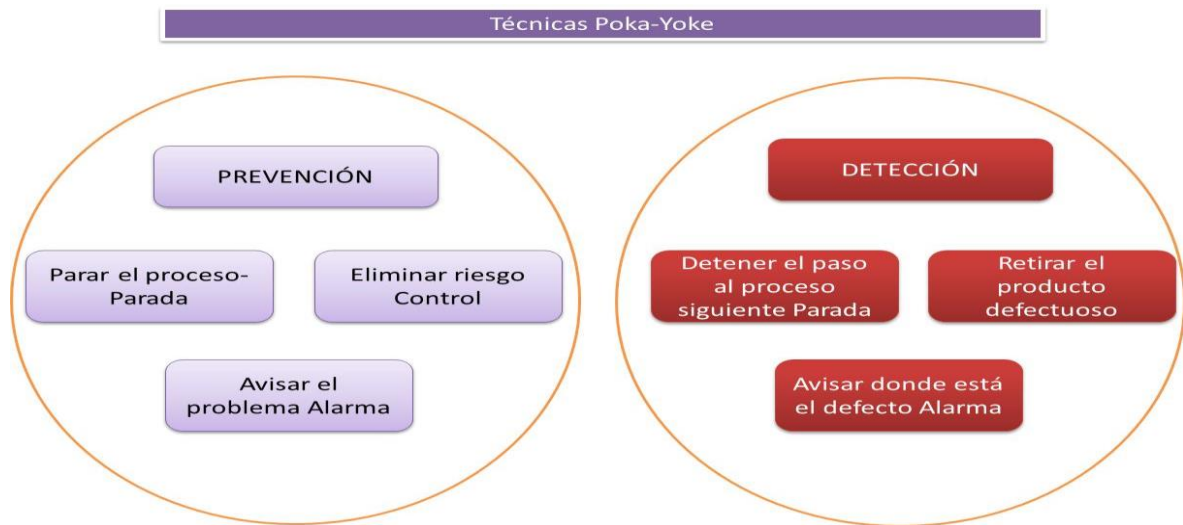 Técnicas Poka-Yoke
PREVENCIÓN
Parar el proceso-
Parada
Eliminar riesgo
Control
Avisar el
problema Alarma
DETECCIÓN
Detener el paso
al proceso
siguiente Parada
Retirar el
producto
defectuoso
Avisar donde está
el defecto Alarma